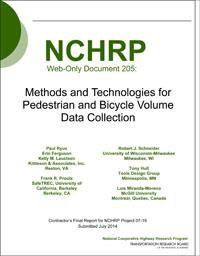 NCHRP
Web-Only Document 205:
Methods and Technologies for
Pedestrian and Bicycle Volume
Data Collection
Paul Ryus
Erin Ferguson
Kelly M. Laustsen
Kittelson & Associates, Inc.
Reston, VA
Frank R. Proulx
SafeTREC, University of
California, Berkeley
Berkeley, CA
Robert J. Schneider
University of Wisconsin-Milwaukee
Milwaukee, WI
Tony Hull
Toole Design Group
Minneapolis, MN
Luis Miranda-Moreno
McGill University
Montreal, Quebec, Canada
Contractor's Final Report for NCHRP Project 07-19
Submitted July 2014
National Cooperative Highway Research Program
TRANSPORTATION RESEARCH BOARD